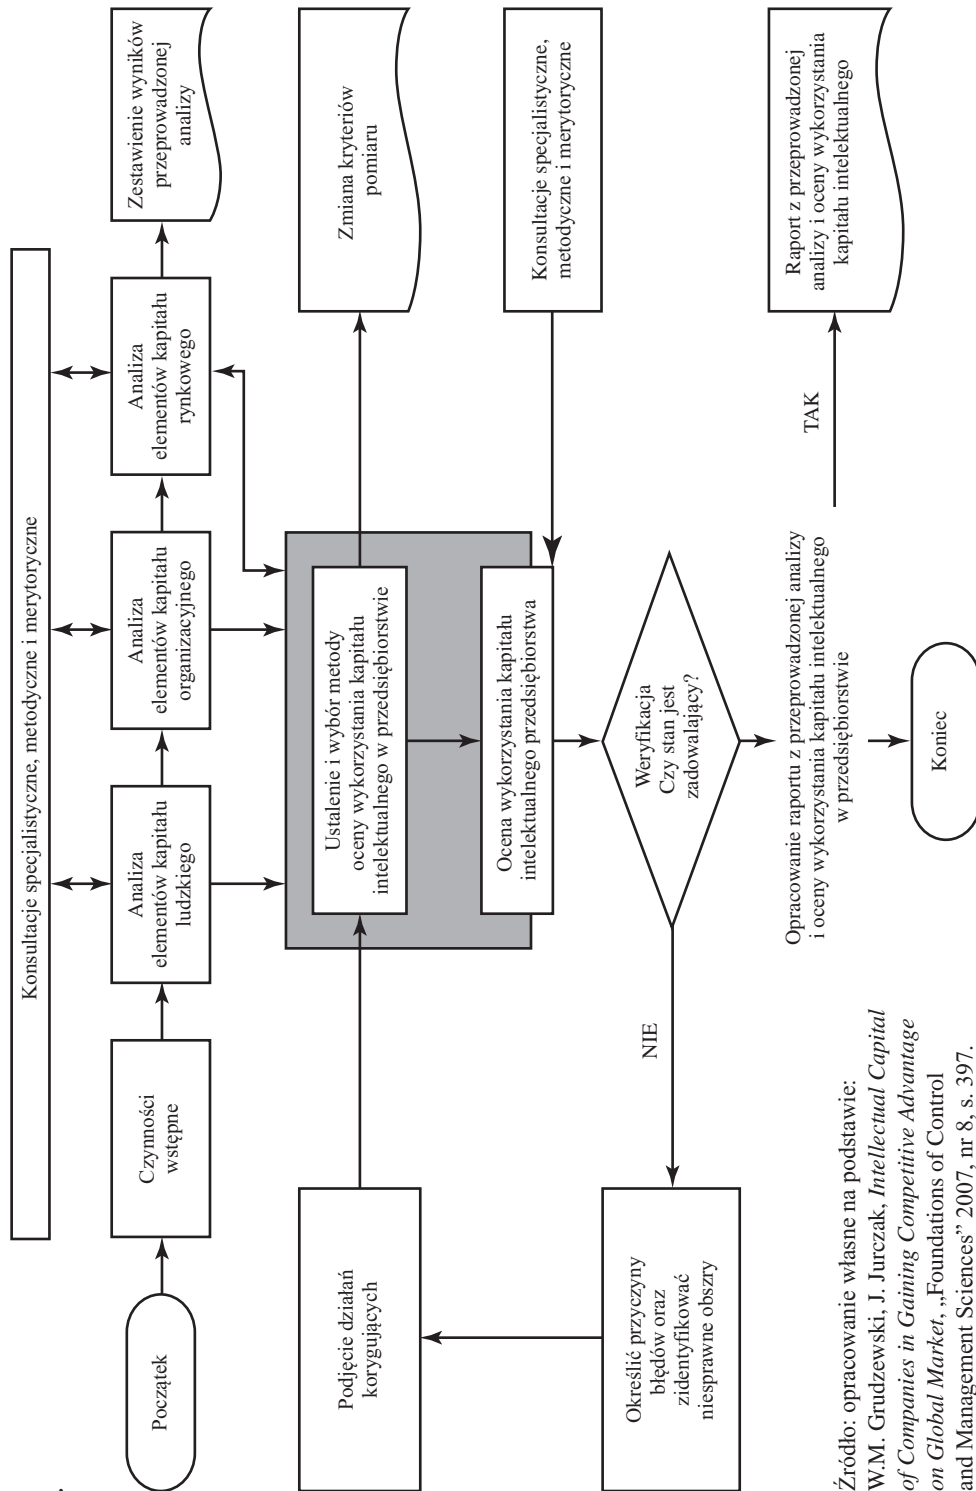 Konsultacje specjalistyczne, metodyczne i merytoryczne
Początek
Czynności
wstępne
Analiza
elementów kapitału
ludzkiego
Analiza
elementów kapitału
organizacyjnego
Analiza
elementów kapitału
rynkowego
Zestawienie wyników
przeprowadzonej
analizy
Podjęcie działań
korygujących
Ustalenie i wybór metody
oceny wykorzystania kapitału
intelektualnego w przedsiębiorstwie
Zmiana kryteriów
pomiaru
Ocena wykorzystania kapitału
intelektualnego przedsiębiorstwa
Konsultacje specjalistyczne,
metodyczne i merytoryczne
Określić przyczyny
błędów oraz
zidentyfikować
niesprawne obszry
NIE
Weryfikacja
Czy stan jest
zadowalający?
Opracowanie raportu z przeprowadzonej analizy
i oceny wykorzystania kapitału intelektualnego
w przedsiębiorstwie
TAK
Raport z przeprowadzonej
analizy i oceny wykorzystania
kapitału intelektualnego
Koniec
Źródło: opracowanie własne na podstawie:
W.M. Grudzewski, J. Jurczak, Intellectual Capital
of Companies in Gaining Competitive Advantage
on Global Market, „Foundations of Control
and Management Sciences” 2007, nr 8, s. 397.